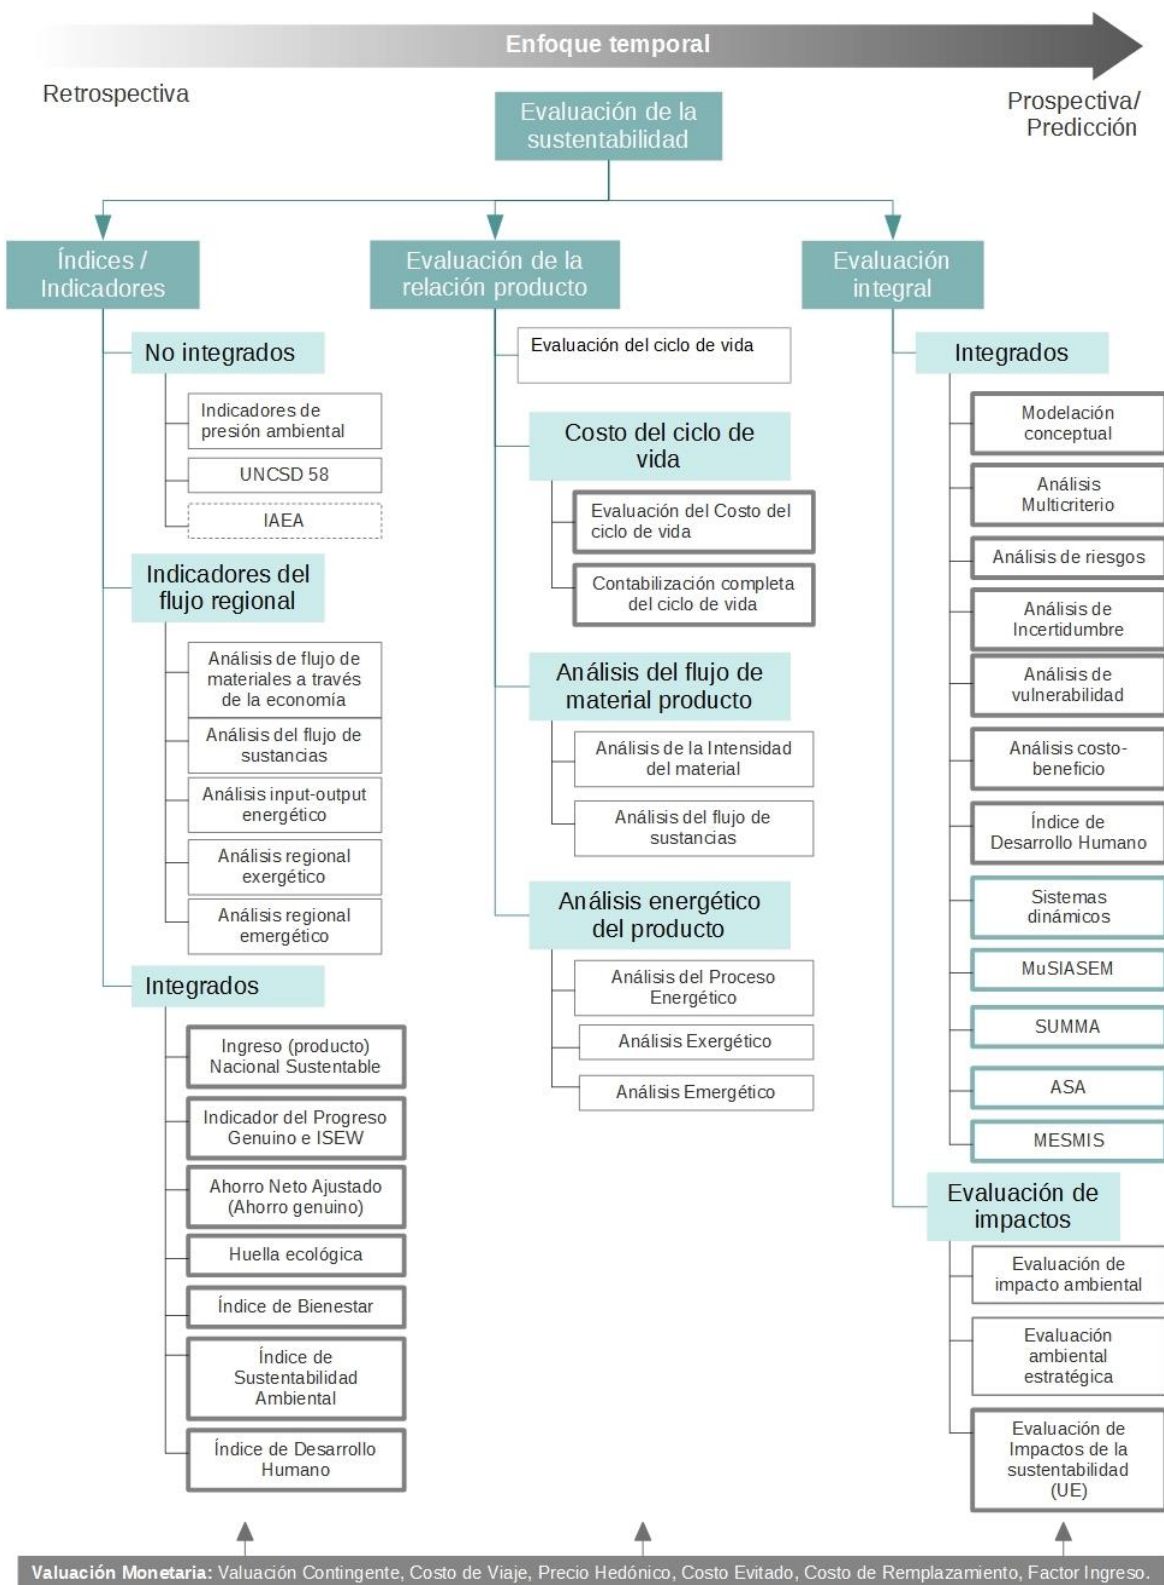 Enfoque temporal
Retrospectiva
Prospectiva/
Predicción
Evaluación de la
sustentabilidad
Índices /
Indicadores
No integrados
Indicadores de
presión ambiental
UNCSD 58
IAEA
Indicadores del
flujo regional
Análisis de flujo de
materiales a través
de la economía
Análisis del flujo de
sustancias
Análisis input-output
energético
Análisis regional
exergético
Análisis regional
emergético
Integrados
Ingreso (producto)
Nacional Sustentable
Indicador del Progreso
Genuino e ISEW
Ahorro Neto Ajustado
(Ahorro genuino)
Huella ecológica
Índice de Bienestar
Índice de
Sustentabilidad
Ambiental
Índice de Desarrollo
Humano
Evaluación de la
relación producto
Evaluación del ciclo de vida
Costo del ciclo de
vida
Evaluación del Costo del
ciclo de vida
Contabilización completa
del ciclo de vida
Análisis del flujo de
material producto
Análisis de la Intensidad
del material
Análisis del flujo de
sustancias
Análisis energético
del producto
Análisis del Proceso
Energético
Análisis Exergético
Análisis Emergético
Evaluación
integral
Integrados
Modelación
conceptual
Análisis
Multicriterio
Análisis de riesgos
Análisis de
Incertidumbre
Análisis de
vulnerabilidad
Análisis costo-
beneficio
Índice de
Desarrollo Humano
Sistemas
dinámicos
MuSIASEM
SUMMA
ASA
MESMIS
Evaluación de
impactos
Evaluación de
impacto ambiental
Evaluación
ambiental
estratégica
Evaluación de
Impactos de la
sustentabilidad
(UE)
Valuación Monetaria: Valuación Contingente, Costo de Viaje, Precio Hedónico, Costo Evitado, Costo de Remplazamiento, Factor Ingreso.